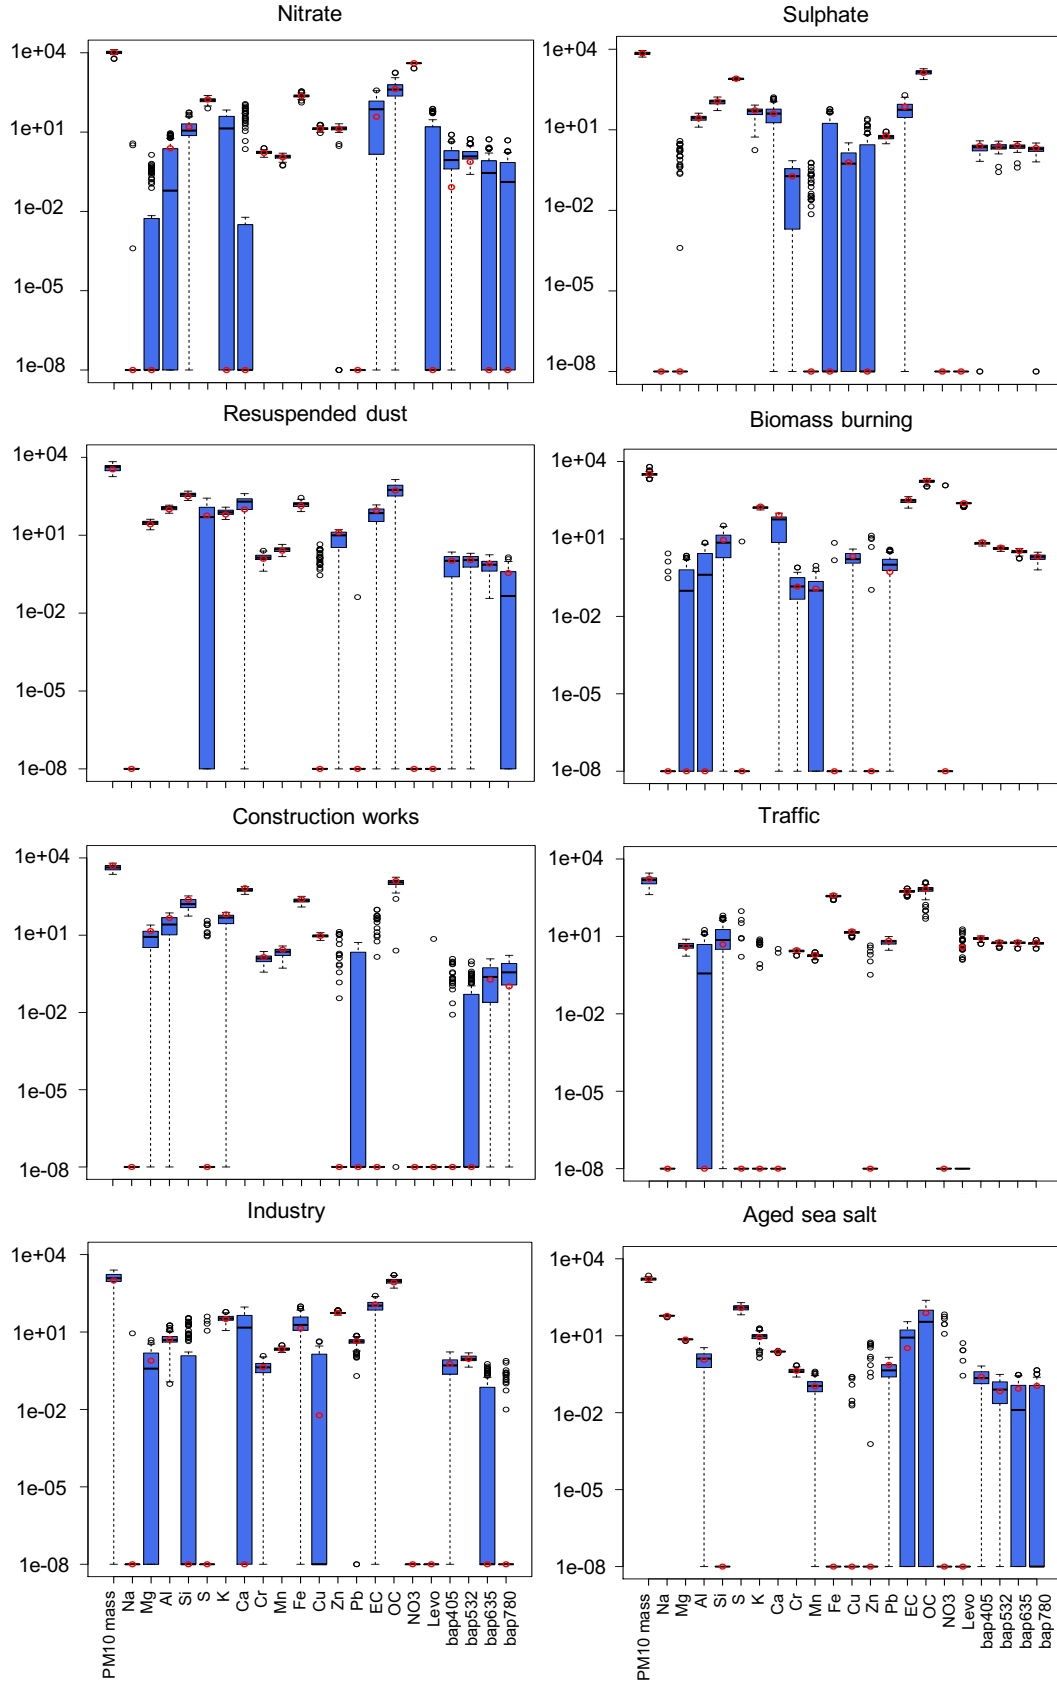 Nitrate
Sulphate
1e+04
1e+01
1e-02
1e-05
1e-08
1e+04
1e+01
1e-02
1e-05
1e-08
Resuspended dust
Biomass burning
1e+04
1e+01
1e-02
1e-05
1e-08
1e+04
1e+01
1e-02
1e-05
1e-08
Construction works
Traffic
1e+04
1e+01
1e-02
1e-05
1e-08
1e+04
1e+01
1e-02
1e-05
1e-08
Industry
Aged sea salt
1e+04
1e+01
1e-02
1e-05
1e-08
1e+04
1e+01
1e-02
1e-05
1e-08
PM10 mass
Na
Mg
Al
Si
S
K
Ca
Cr
Mn
Fe
Cu
Zn
Pb
EC
OC
NO3
Levo
bap405
bap532
bap635
bap780
PM10 mass
Na
Mg
Al
Si
S
K
Ca
Cr
Mn
Fe
Cu
Zn
Pb
EC
OC
NO3
Levo
bap405
bap532
bap635
bap780